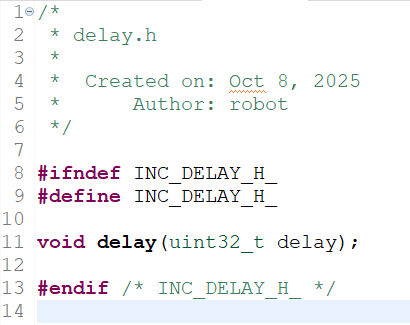 1 /*
2  * delay.h
3  *
4  *  Created on: Oct 8, 2025
5  *      Author: robot
6  */
7
8 #ifndef INC_DELAY_H_
9 #define INC_DELAY_H_
10
11 void delay(uint32_t delay);
12
13 #endif /* INC_DELAY_H_ */
14